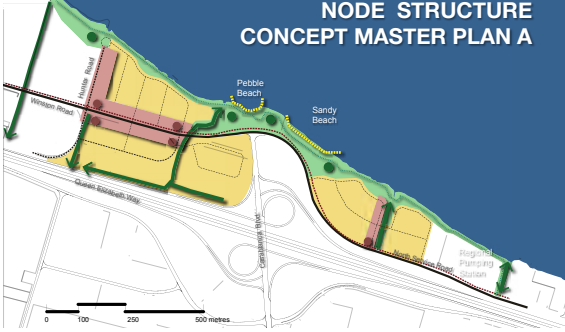 NODE STRUCTURE
CONCEPT MASTER PLAN A
Pebble
Beach
Sandy
Beach
Hunter Road
Winston Road
Queen Elizabeth Way
Casablanca Blvd.
North Service Road
Regional
Pumping
Station
0 100 250 500 metres